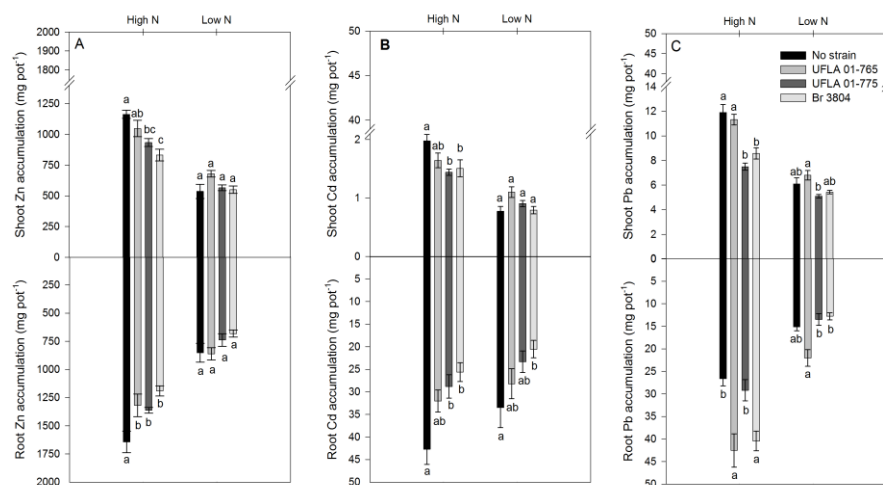 High N Low N
A
2000
1250
1000
750
500
250
0
250
500
750
1000
1250
1500
1750
2000
Shoot Zn accumulation (mg pot-1)
Root Zn accumulation (mg pot-1)
a ab bc c
a a a a
a b b b
a a a a
High N Low N
B
50
40
2
1
0
5
10
15
20
25
30
35
40
45
50
Shoot Cd accumulation (mg pot-1)
Root Cd accumulation (mg pot-1)
a ab b b
a a a a
a ab b b
a ab ab b
High N Low N
C
No strain
UFLA 01-765
UFLA 01-775
Br 3804
50
45
40
14
12
10
8
6
4
2
0
5
10
15
20
25
30
35
40
45
50
Shoot Pb accumulation (mg pot-1)
Root Pb accumulation (mg pot-1)
a a b b
ab a b ab
b a b a
ab a b b